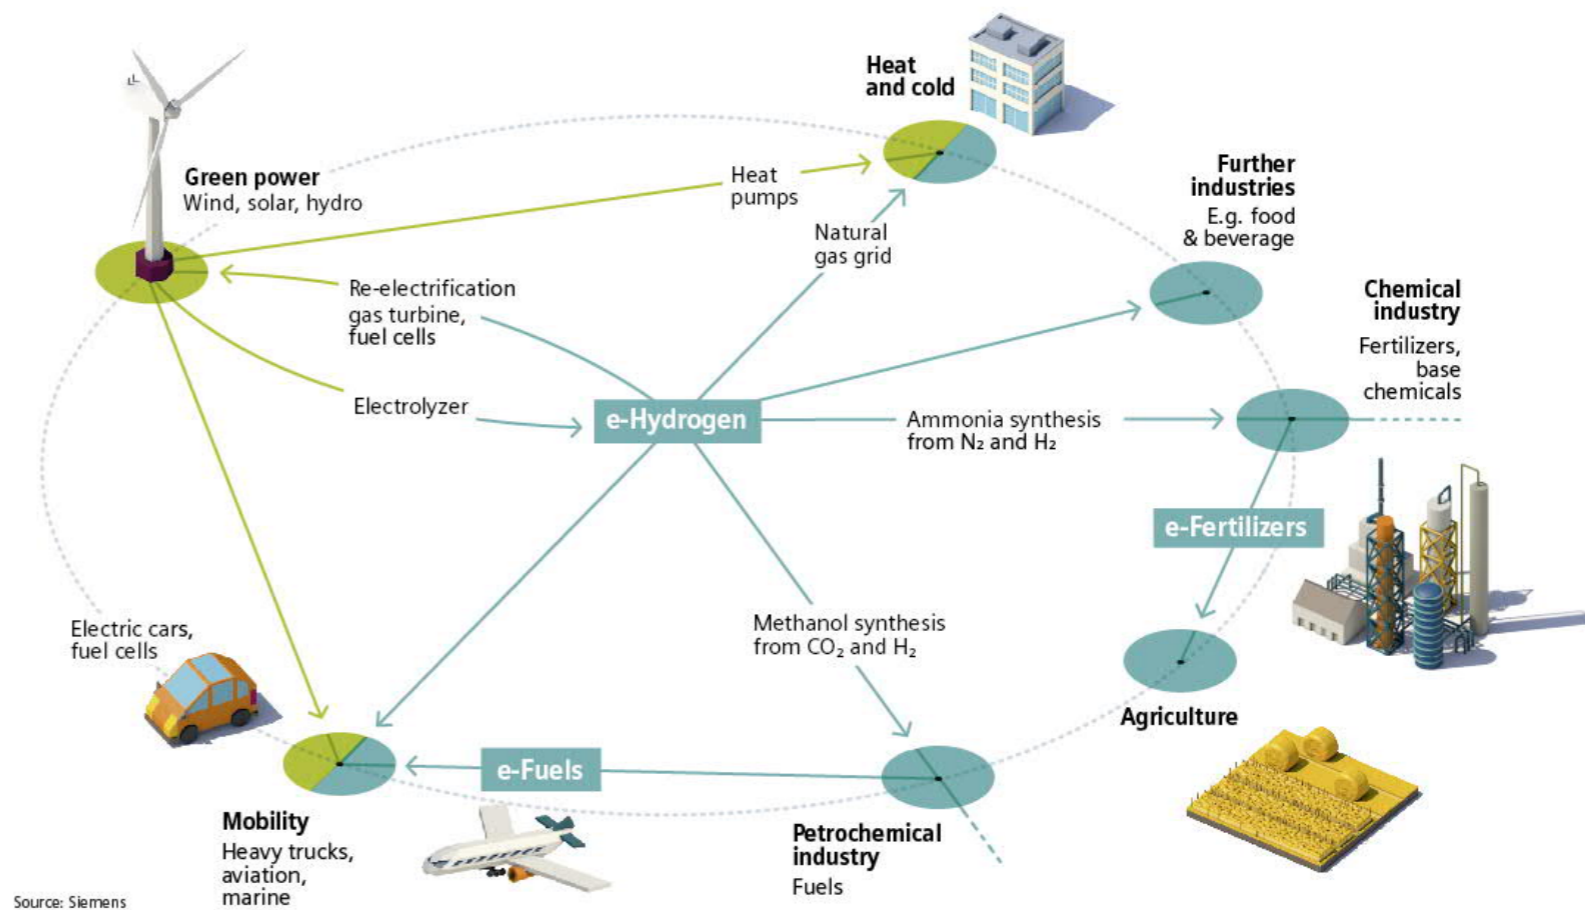 Heat
and cold
Green power
Wind, solar, hydro
Heat
pumps
Further
industries
E.g. food
& beverage
Natural
gas grid
Re-electrification
gas turbine,
fuel cells
Chemical
industry
Fertilizers,
base
chemicals
Electrolyzer
e-Hydrogen
Ammonia synthesis
from N₂ and H₂
e-Fertilizers
Methanol synthesis
from CO₂ and H₂
Electric cars,
fuel cells
Agriculture
e-Fuels
Mobility
Heavy trucks,
aviation,
marine
Petrochemical
industry
Fuels
Source: Siemens